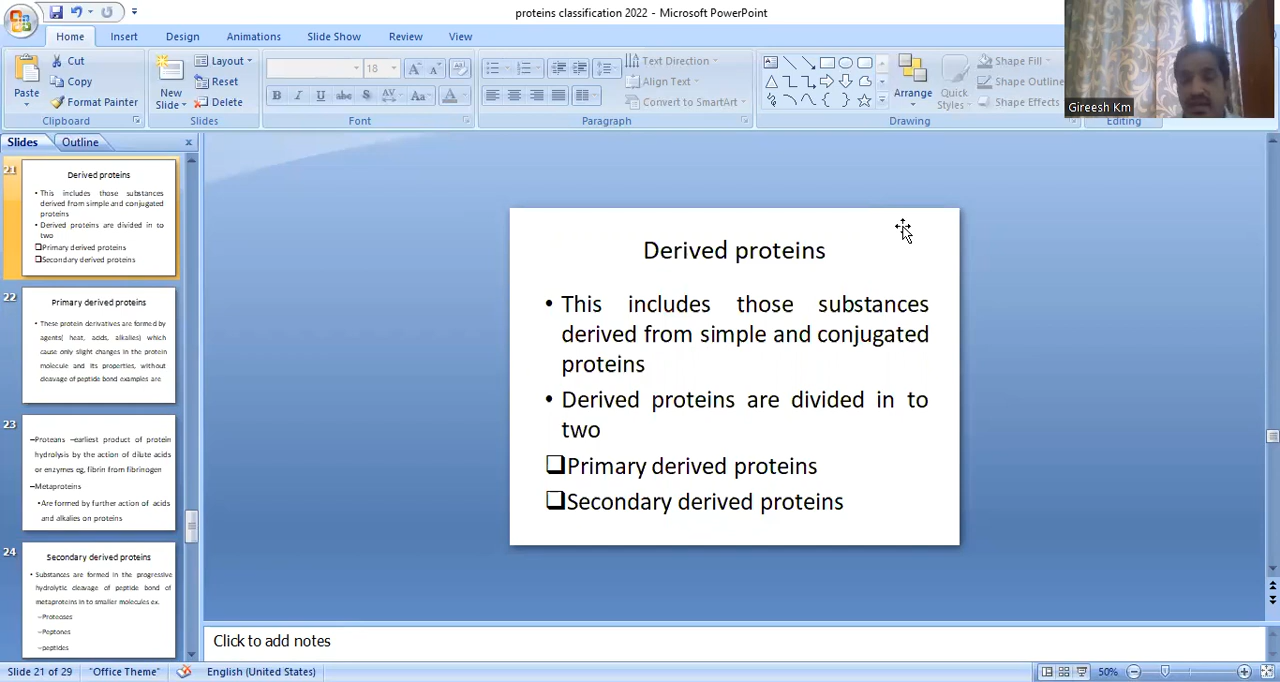 proteins classification 2022 - Microsoft PowerPoint
Home Insert Design Animations Slide Show Review View
Paste
Cut
Copy
Format Painter
Clipboard
New
Slide
Layout
Reset
Delete
Slides
18
B I U abc S AV Aa A
Font
Text Direction
Align Text
Convert to SmartArt
Paragraph
Arrange
Quick
Styles
Shape Fill
Shape Outline
Shape Effects
Drawing
Editing
Gireesh Km
Slides Outline
21
Derived proteins
• This includes those substances
derived from simple and conjugated
proteins
• Derived proteins are divided in to
two
❑Primary derived proteins
❑Secondary derived proteins
22
Primary derived proteins
• These protein derivatives are formed by
agents( heat, acids, alkalies) which
cause only slight changes in the protein
molecule and its properties, without
cleavage of peptide bond examples are
23
–Proteans –earliest product of protein
hydrolysis by the action of dilute acids
or enzymes eg, fibrin from fibrinogen
–Metaproteins
•Are formed by further action of acids
and alkalies on proteins
24
Secondary derived proteins
• Substances are formed in the progressive
hydrolytic cleavage of peptide bond of
metaproteins in to smaller molecules ex.
–Proteoses
–Peptones
–peptides
Derived proteins
• This includes those substances
derived from simple and conjugated
proteins
• Derived proteins are divided in to
two
❑Primary derived proteins
❑Secondary derived proteins
Click to add notes
Slide 21 of 29 "Office Theme" English (United States) 50%